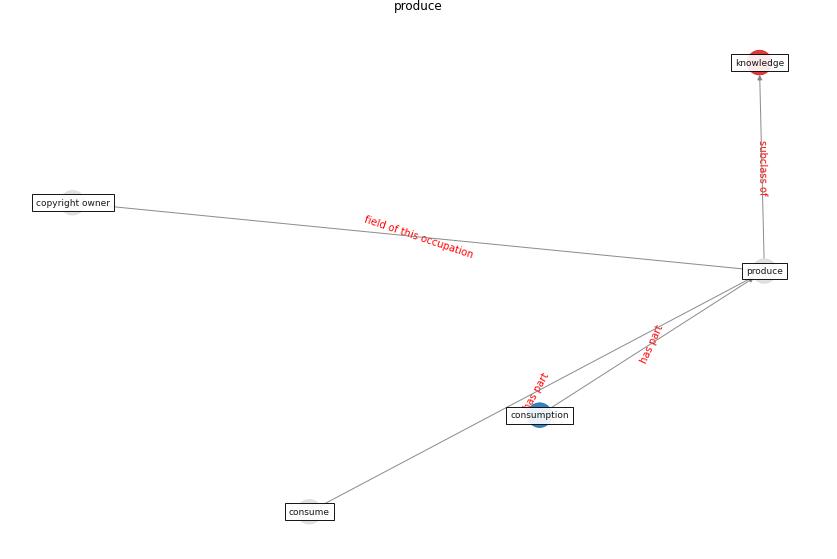 produce
knowledge
subclass of
copyright owner
field of this occupation
produce
has part
has part
consumption
consume